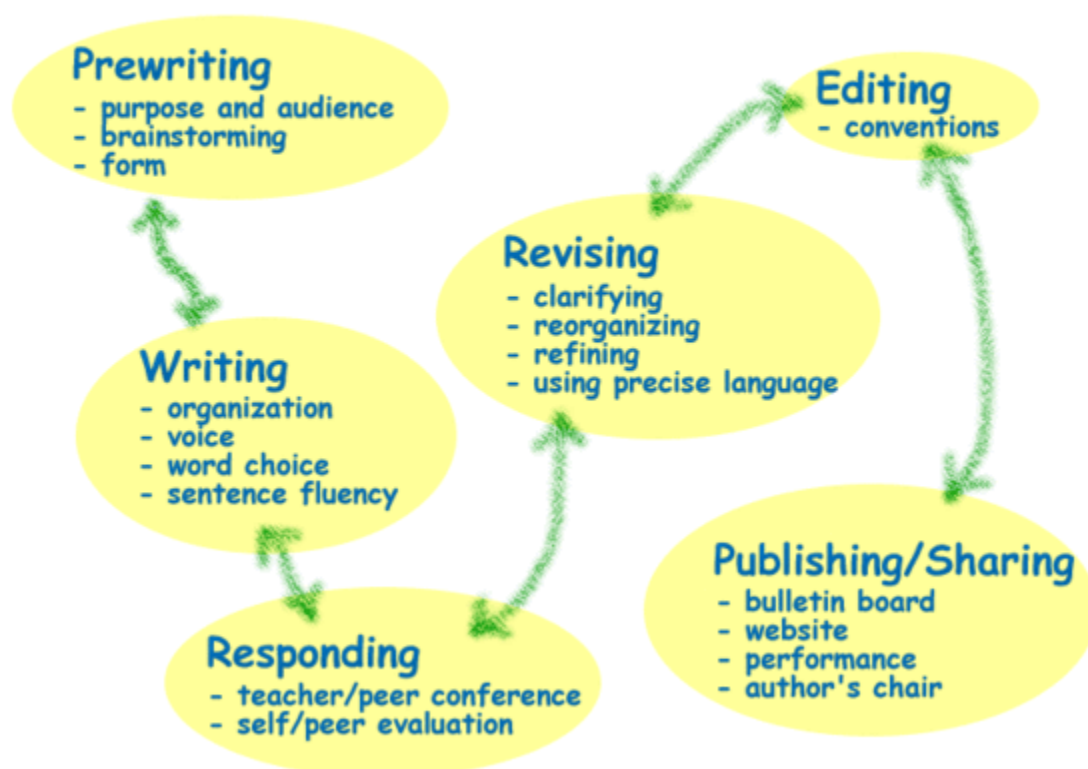 Prewriting
- purpose and audience
- brainstorming
- form
Writing
- organization
- voice
- word choice
- sentence fluency
Responding
- teacher/peer conference
- self/peer evaluation
Revising
- clarifying
- reorganizing
- refining
- using precise language
Editing
- conventions
Publishing/Sharing
- bulletin board
- website
- performance
- author's chair